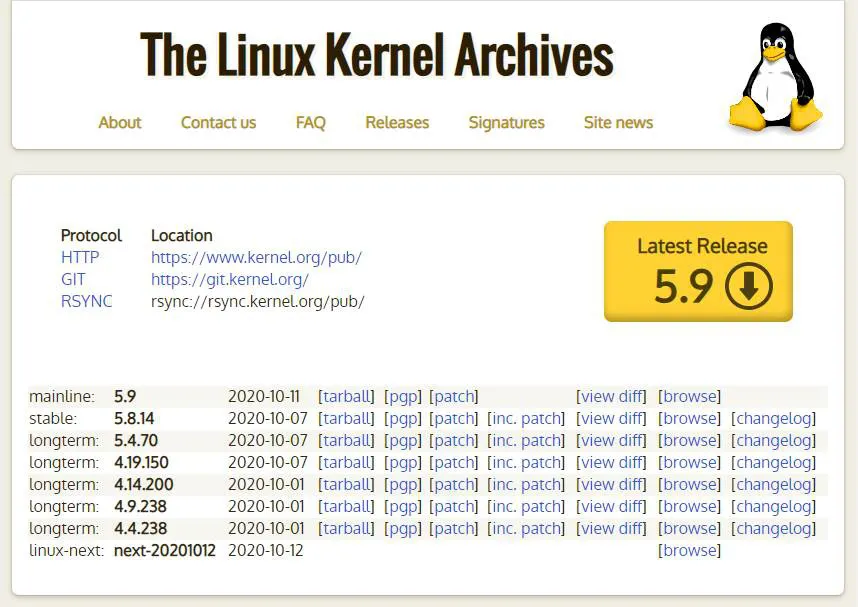 The Linux Kernel Archives
About Contact us FAQ Releases Signatures Site news
Protocol Location
HTTP https://www.kernel.org/pub/
GIT https://git.kernel.org/
RSYNC rsync://rsync.kernel.org/pub/
Latest Release
5.9
mainline: 5.9 2020-10-11 [tarball] [pgp] [patch] [view diff] [browse]
stable: 5.8.14 2020-10-07 [tarball] [pgp] [patch] [inc. patch] [view diff] [browse] [changelog]
longterm: 5.4.70 2020-10-07 [tarball] [pgp] [patch] [inc. patch] [view diff] [browse] [changelog]
longterm: 4.19.150 2020-10-07 [tarball] [pgp] [patch] [inc. patch] [view diff] [browse] [changelog]
longterm: 4.14.200 2020-10-01 [tarball] [pgp] [patch] [inc. patch] [view diff] [browse] [changelog]
longterm: 4.9.238 2020-10-01 [tarball] [pgp] [patch] [inc. patch] [view diff] [browse] [changelog]
longterm: 4.4.238 2020-10-01 [tarball] [pgp] [patch] [inc. patch] [view diff] [browse] [changelog]
linux-next: next-20201012 2020-10-12 [browse]